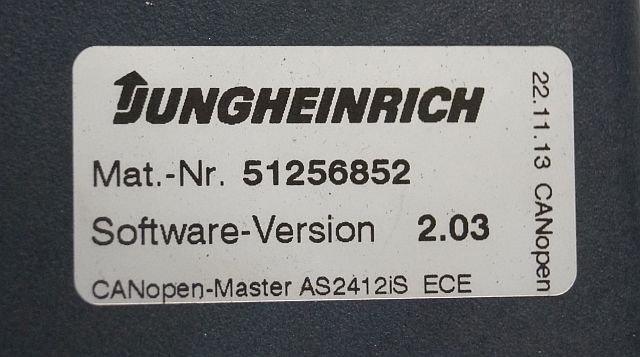 JUNGHEINRICH
Mat.-Nr. 51256852
Software-Version 2.03
CANopen-Master AS2412iS ECE
22.11.13 CANopen